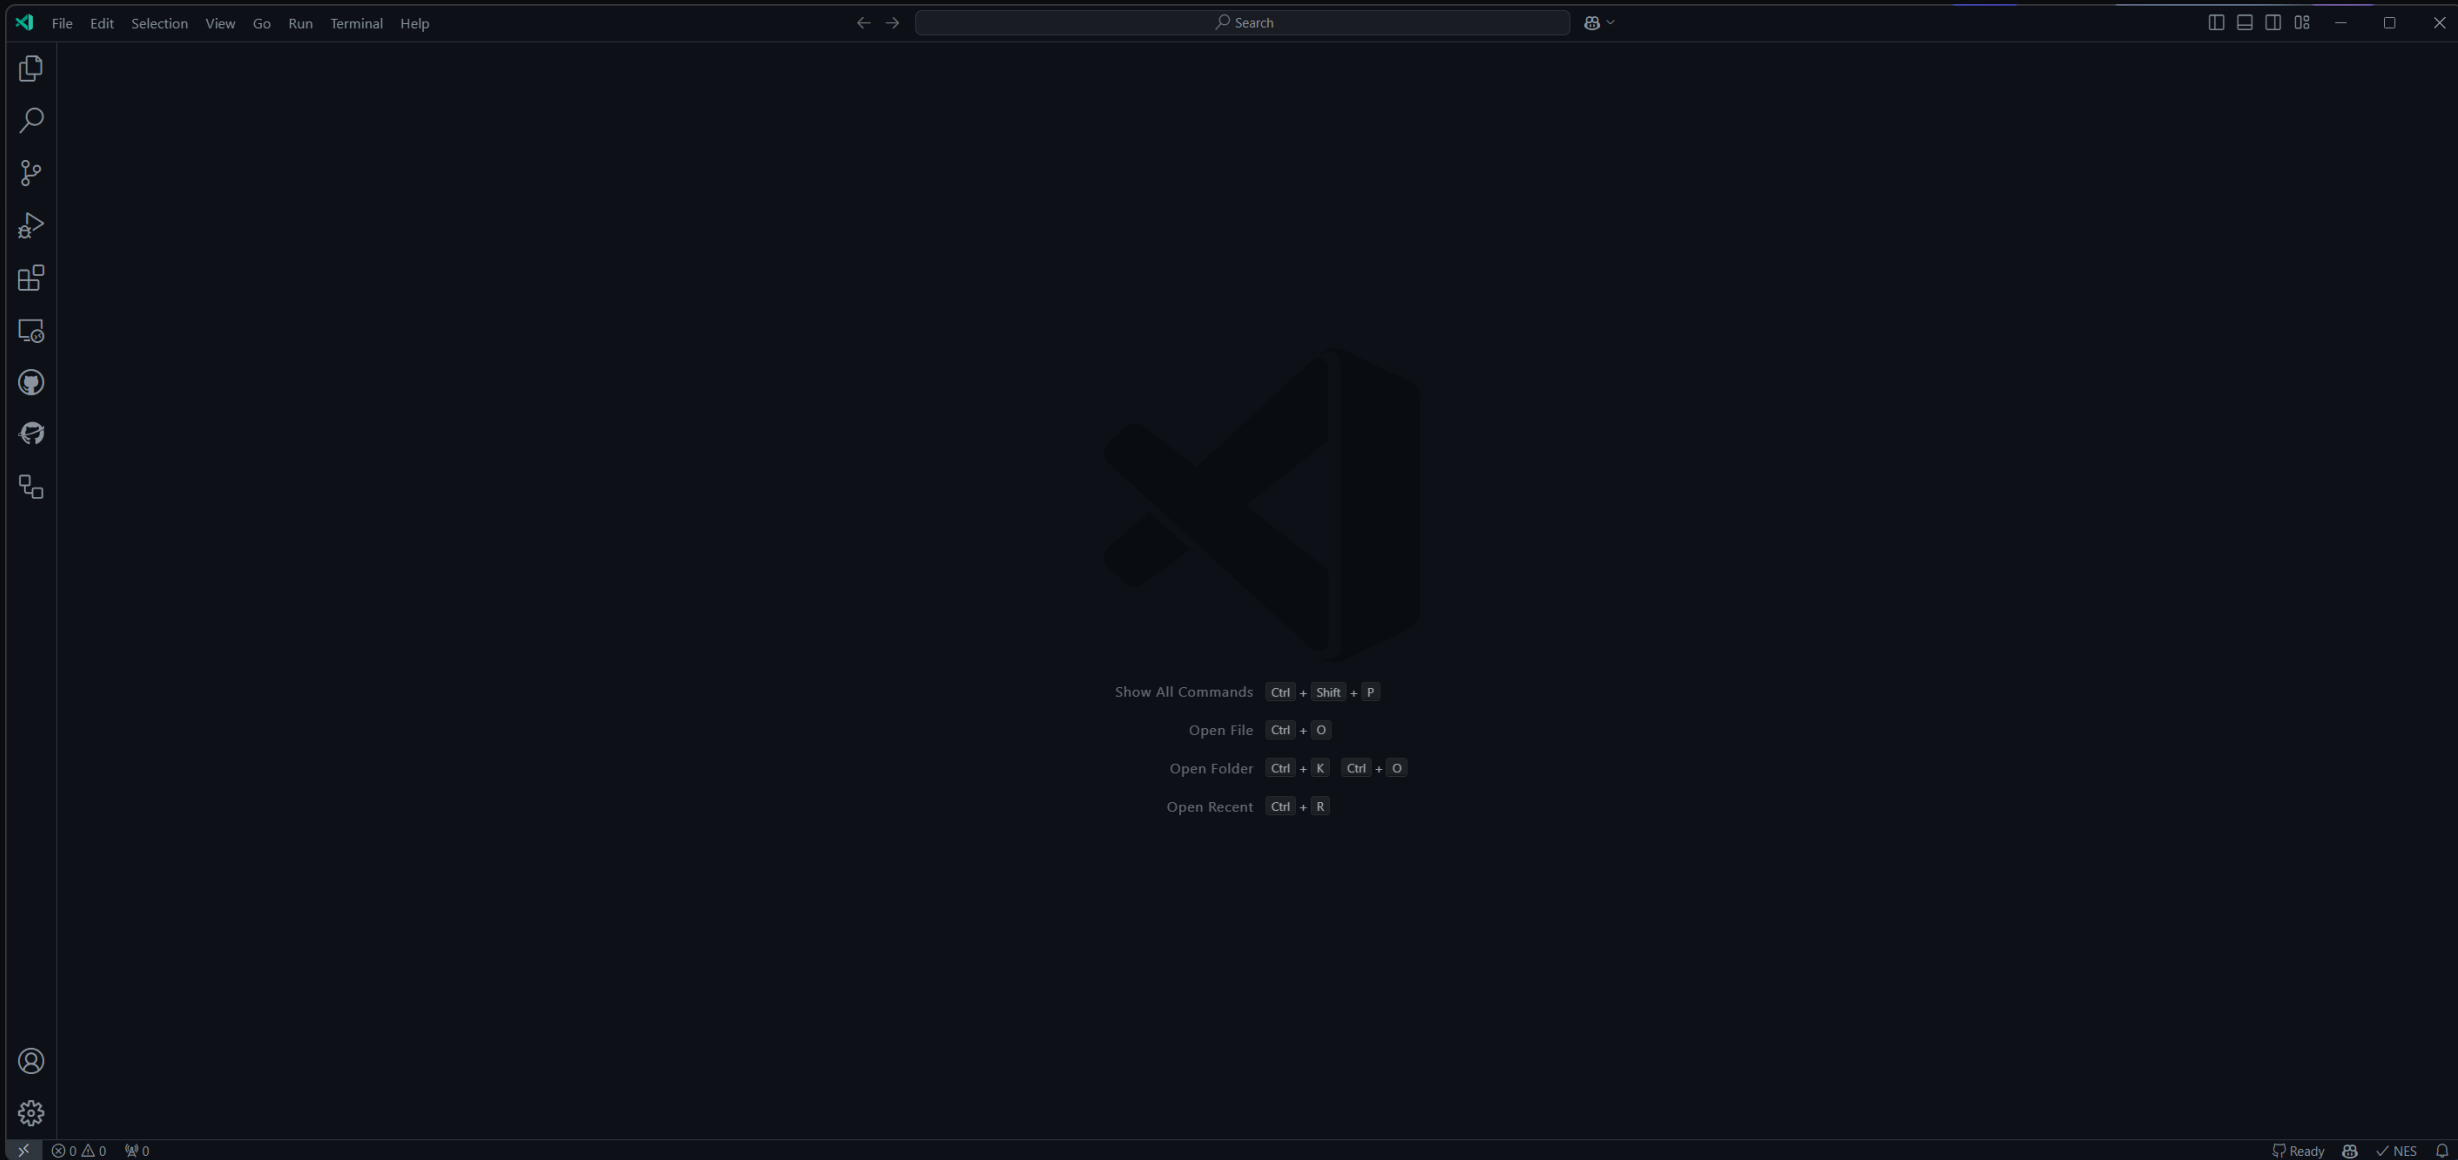 File Edit Selection View Go Run Terminal Help
Search
Show All Commands Ctrl + Shift + P
Open File Ctrl + O
Open Folder Ctrl + K Ctrl + O
Open Recent Ctrl + R
0 0 0
Ready NES